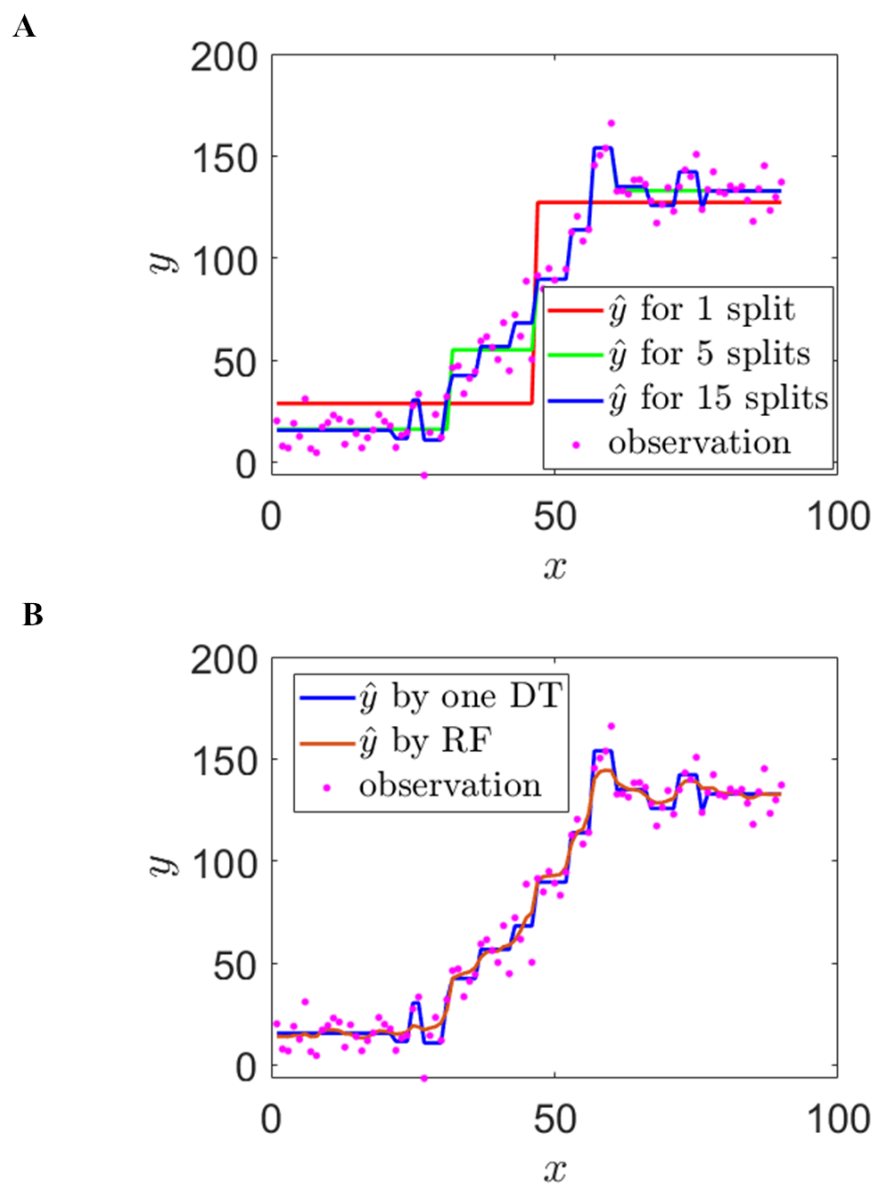 A
200
150
100
50
0
y
ŷ for 1 split
ŷ for 5 splits
ŷ for 15 splits
observation
0 50 100
x
B
200
150
100
50
0
y
ŷ by one DT
ŷ by RF
observation
0 50 100
x